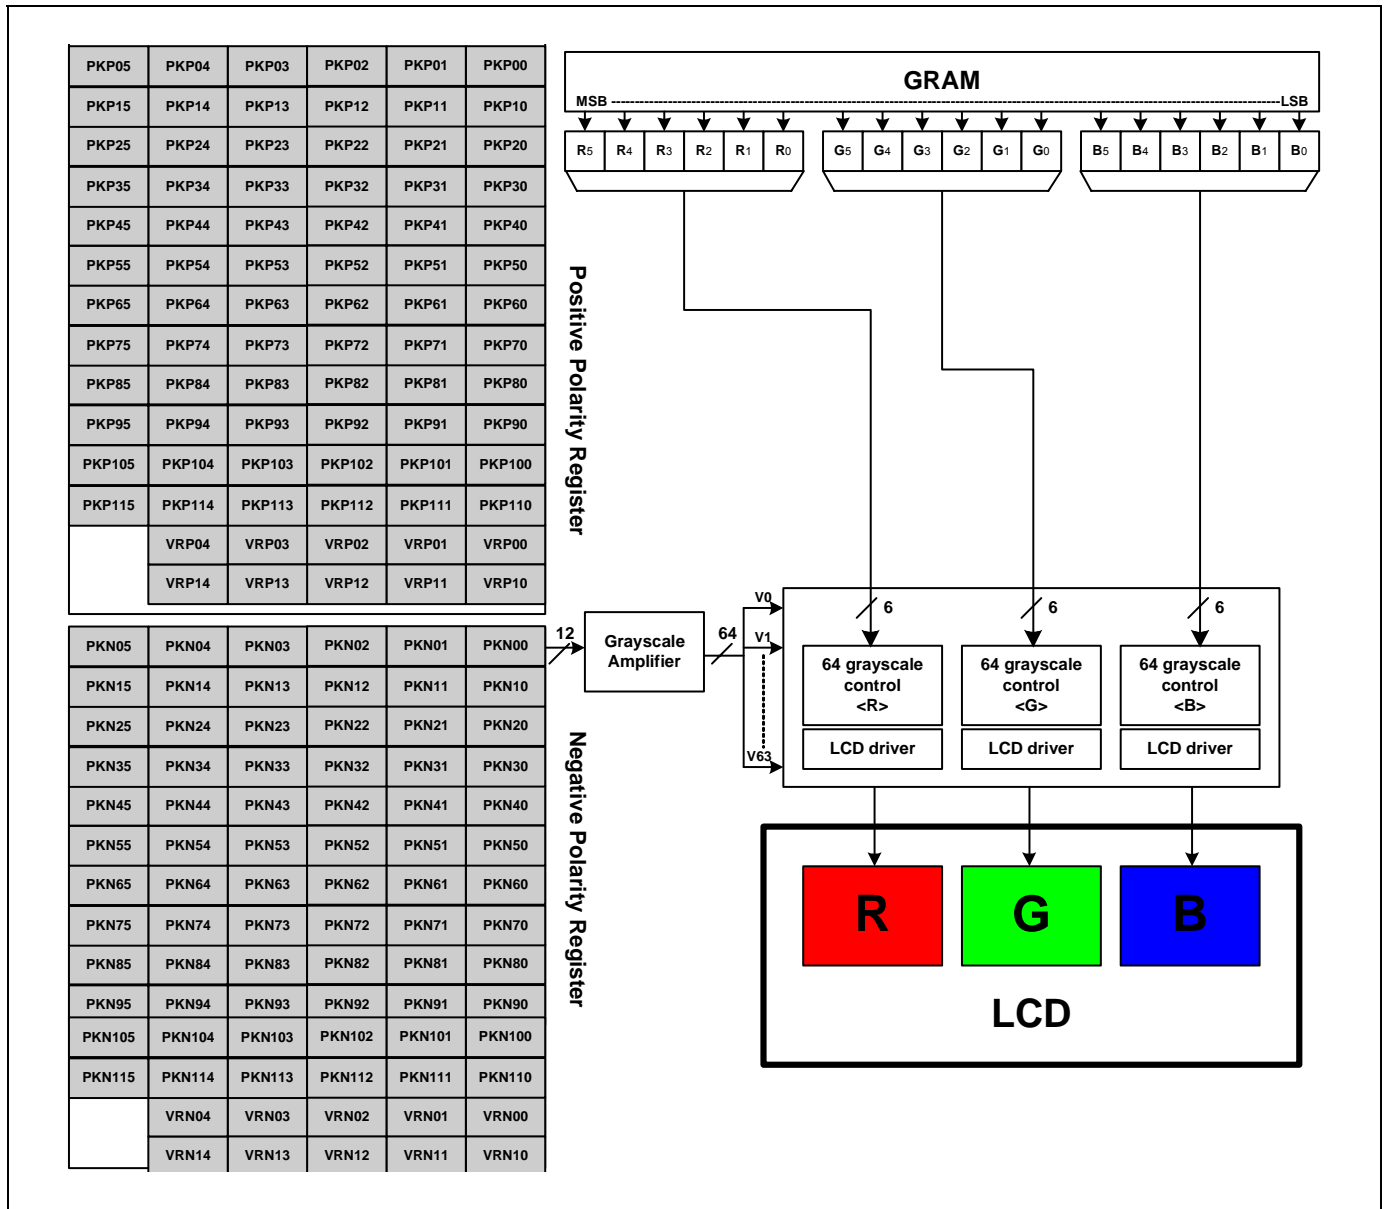 PKP05 PKP04 PKP03 PKP02 PKP01 PKP00
PKP15 PKP14 PKP13 PKP12 PKP11 PKP10
PKP25 PKP24 PKP23 PKP22 PKP21 PKP20
PKP35 PKP34 PKP33 PKP32 PKP31 PKP30
PKP45 PKP44 PKP43 PKP42 PKP41 PKP40
PKP55 PKP54 PKP53 PKP52 PKP51 PKP50
PKP65 PKP64 PKP63 PKP62 PKP61 PKP60
PKP75 PKP74 PKP73 PKP72 PKP71 PKP70
PKP85 PKP84 PKP83 PKP82 PKP81 PKP80
PKP95 PKP94 PKP93 PKP92 PKP91 PKP90
PKP105 PKP104 PKP103 PKP102 PKP101 PKP100
PKP115 PKP114 PKP113 PKP112 PKP111 PKP110
VRP04 VRP03 VRP02 VRP01 VRP00
VRP14 VRP13 VRP12 VRP11 VRP10
Positive Polarity Register
PKN05 PKN04 PKN03 PKN02 PKN01 PKN00
PKN15 PKN14 PKN13 PKN12 PKN11 PKN10
PKN25 PKN24 PKN23 PKN22 PKN21 PKN20
PKN35 PKN34 PKN33 PKN32 PKN31 PKN30
PKN45 PKN44 PKN43 PKN42 PKN41 PKN40
PKN55 PKN54 PKN53 PKN52 PKN51 PKN50
PKN65 PKN64 PKN63 PKN62 PKN61 PKN60
PKN75 PKN74 PKN73 PKN72 PKN71 PKN70
PKN85 PKN84 PKN83 PKN82 PKN81 PKN80
PKN95 PKN94 PKN93 PKN92 PKN91 PKN90
PKN105 PKN104 PKN103 PKN102 PKN101 PKN100
PKN115 PKN114 PKN113 PKN112 PKN111 PKN110
VRN04 VRN03 VRN02 VRN01 VRN00
VRN14 VRN13 VRN12 VRN11 VRN10
Negative Polarity Register
GRAM
MSB LSB
R5 R4 R3 R2 R1 R0 G5 G4 G3 G2 G1 G0 B5 B4 B3 B2 B1 B0
12
Grayscale
Amplifier
64
V0
V1
V63
6 6 6
64 grayscale
control
<R>
64 grayscale
control
<G>
64 grayscale
control
<B>
LCD driver LCD driver LCD driver
R G B
LCD